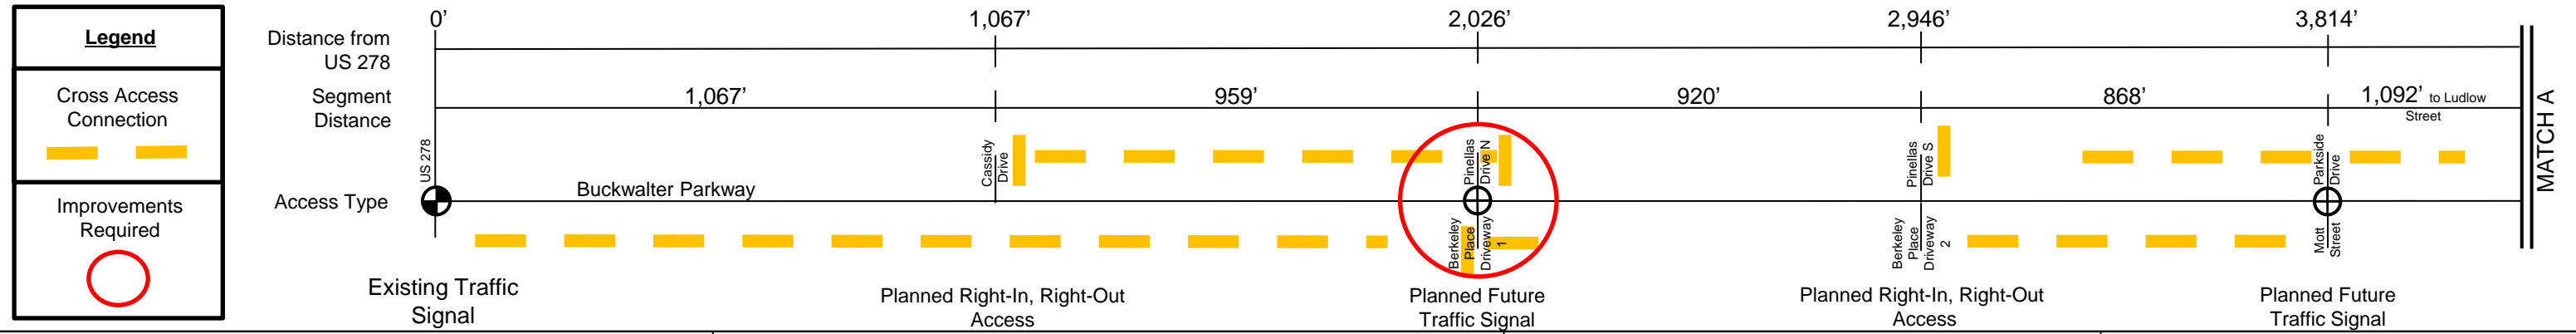 Legend
Cross Access
Connection
Improvements
Required
Distance from
US 278
0’
1,067’
2,026’
2,946’
3,814’
Segment
Distance
1,067’
959’
920’
868’
1,092’ to Ludlow
Street
Access Type
US 278
Buckwalter Parkway
Cassidy
Drive
Pinellas
Drive N
Berkeley
Place
Driveway
1
Pinellas
Drive S
Berkeley
Place
Driveway
2
Parkside
Drive
Mott
Street
MATCH A
Existing Traffic
Signal
Planned Right-In, Right-Out
Access
Planned Future
Traffic Signal
Planned Right-In, Right-Out
Access
Planned Future
Traffic Signal